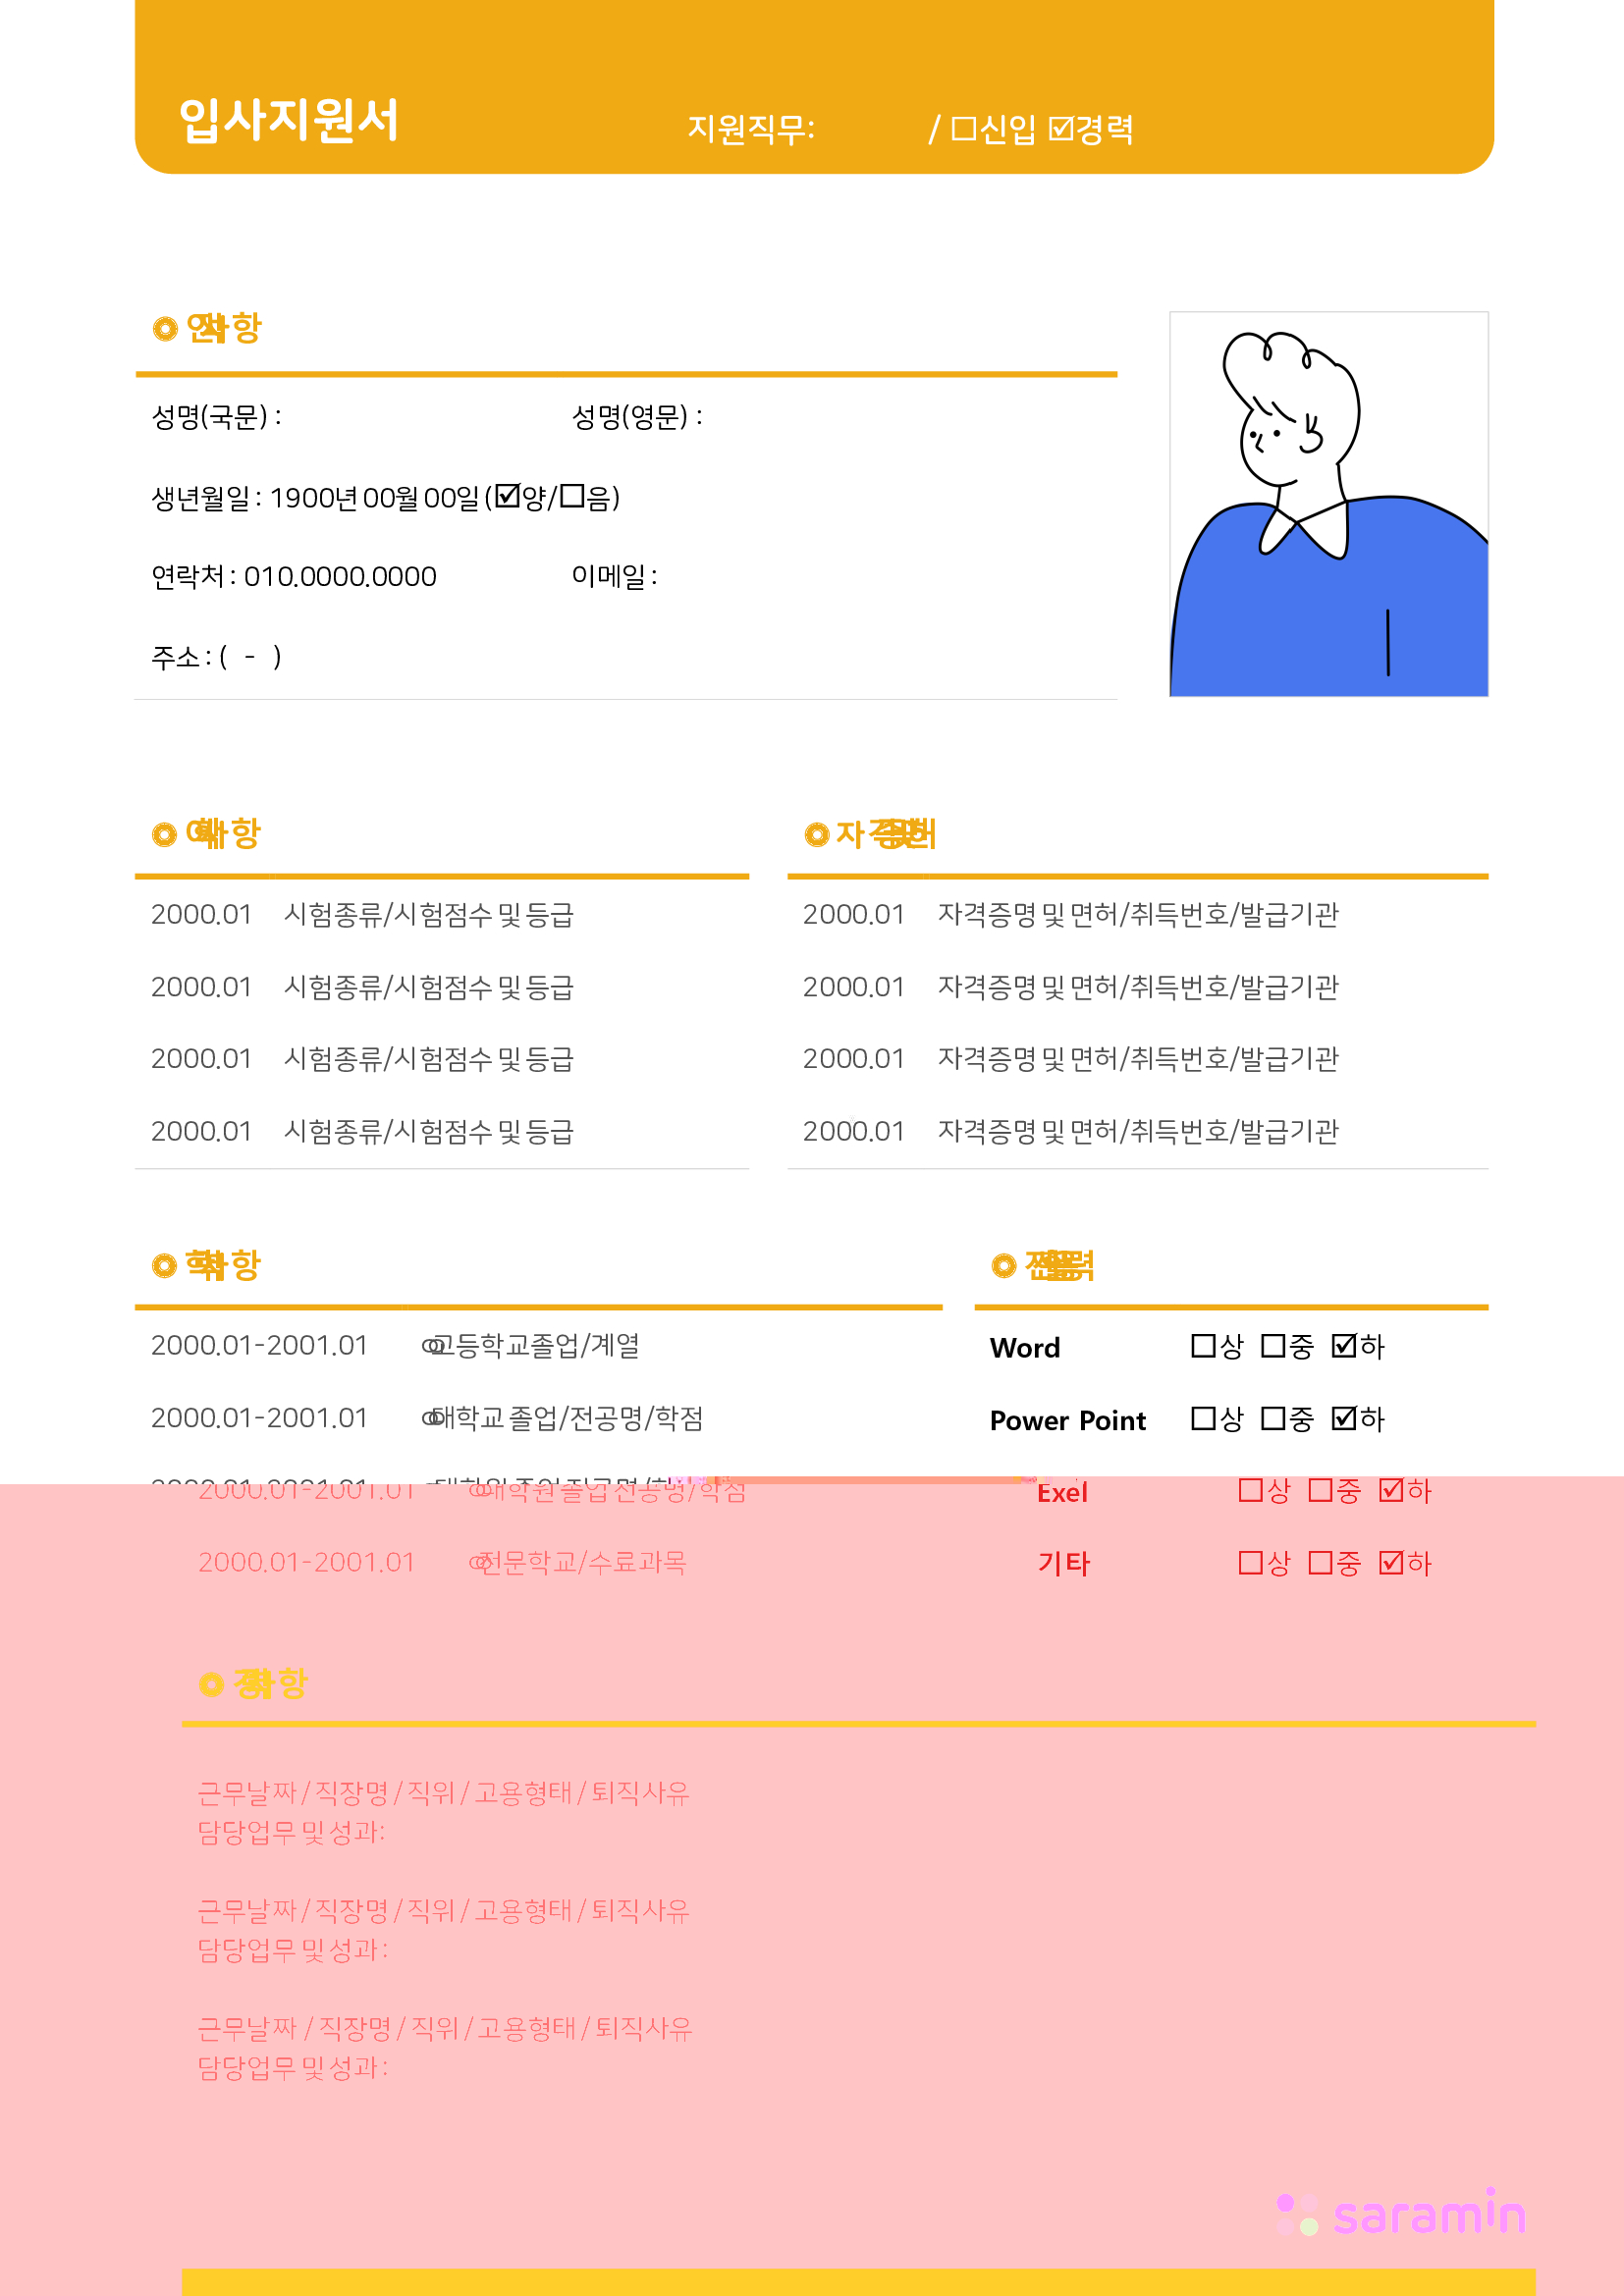 입사지원서
지원직무: / ☐신입 ☑경력
인적사항
성명(국문) : 성명(영문) :
생년월일 : 1900년 00월 00일 (☑양/☐음)
연락처 : 010.0000.0000 이메일 :
주소 : ( - )
사항
자격증
2000.01 시험종류/시험점수 및 등급
2000.01 자격증명 및 면허/취득번호/발급기관
2000.01 시험종류/시험점수 및 등급
2000.01 자격증명 및 면허/취득번호/발급기관
2000.01 시험종류/시험점수 및 등급
2000.01 자격증명 및 면허/취득번호/발급기관
2000.01 시험종류/시험점수 및 등급
2000.01 자격증명 및 면허/취득번호/발급기관
학력사항
2000.01-2001.01 ㅇㅇ고등학교졸업/계열
Word ☐상 ☐중 ☑하
2000.01-2001.01 ㅇㅇ대학교 졸업/전공명/학점
Power Point ☐상 ☐중 ☑하
2000.01-2001.01 ㅇㅇ대학원 졸업 전공명/학점
Exel ☐상 ☐중 ☑하
2000.01-2001.01 ㅇㅇ전문학교/수료과목
기타 ☐상 ☐중 ☑하
경력사항
근무날짜 / 직장명 / 직위 / 고용형태 / 퇴직사유
담당업무 및 성과:
근무날짜 / 직장명 / 직위 / 고용형태 / 퇴직사유
담당업무 및 성과 :
근무날짜 / 직장명 / 직위 / 고용형태 / 퇴직사유
담당업무 및 성과 :
saramin